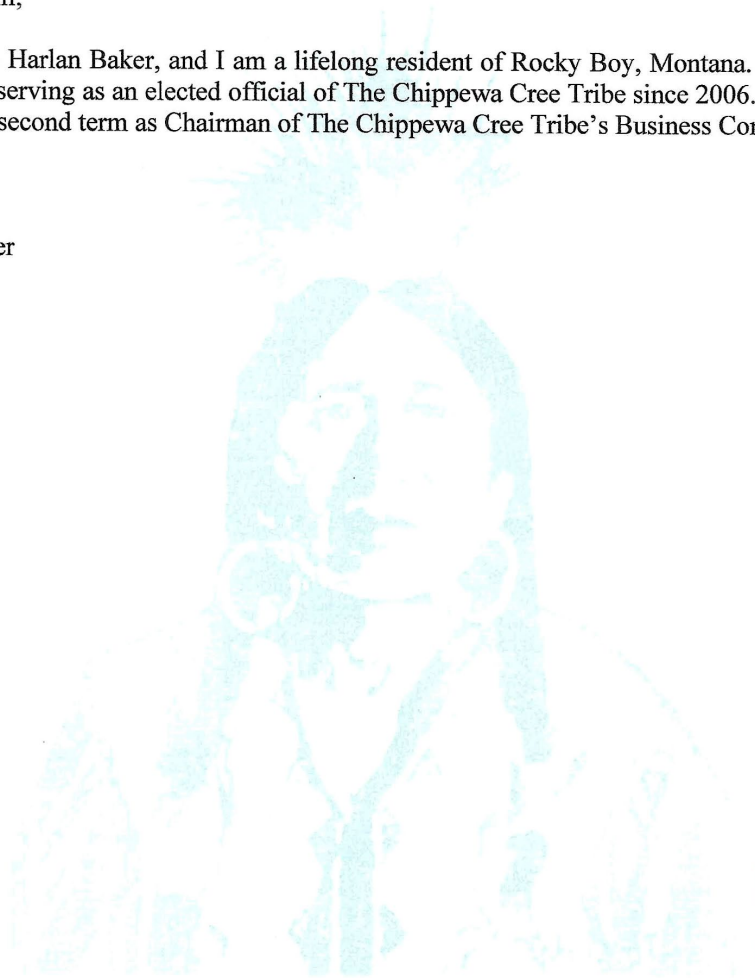 Harlan Baker, and I am a lifelong resident of Rocky Boy, Montana.
serving as an elected official of The Chippewa Cree Tribe since 2006.
second term as Chairman of The Chippewa Cree Tribe's Business
er